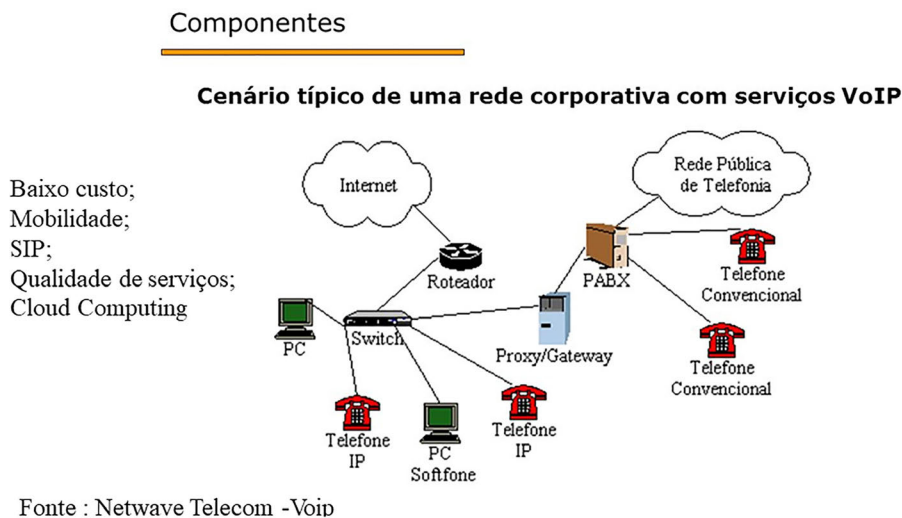 Componentes
Cenário típico de uma rede corporativa com serviços VoIP
Baixo custo;
Mobilidade;
SIP;
Qualidade de serviços;
Cloud Computing
Internet
Rede Pública
de Telefonia
Roteador
PABX
Telefone
Convencional
PC
Switch
Proxy/Gateway
Telefone
Convencional
Telefone
IP
PC
Softfone
Telefone
IP
Fonte : Netwave Telecom -Voip